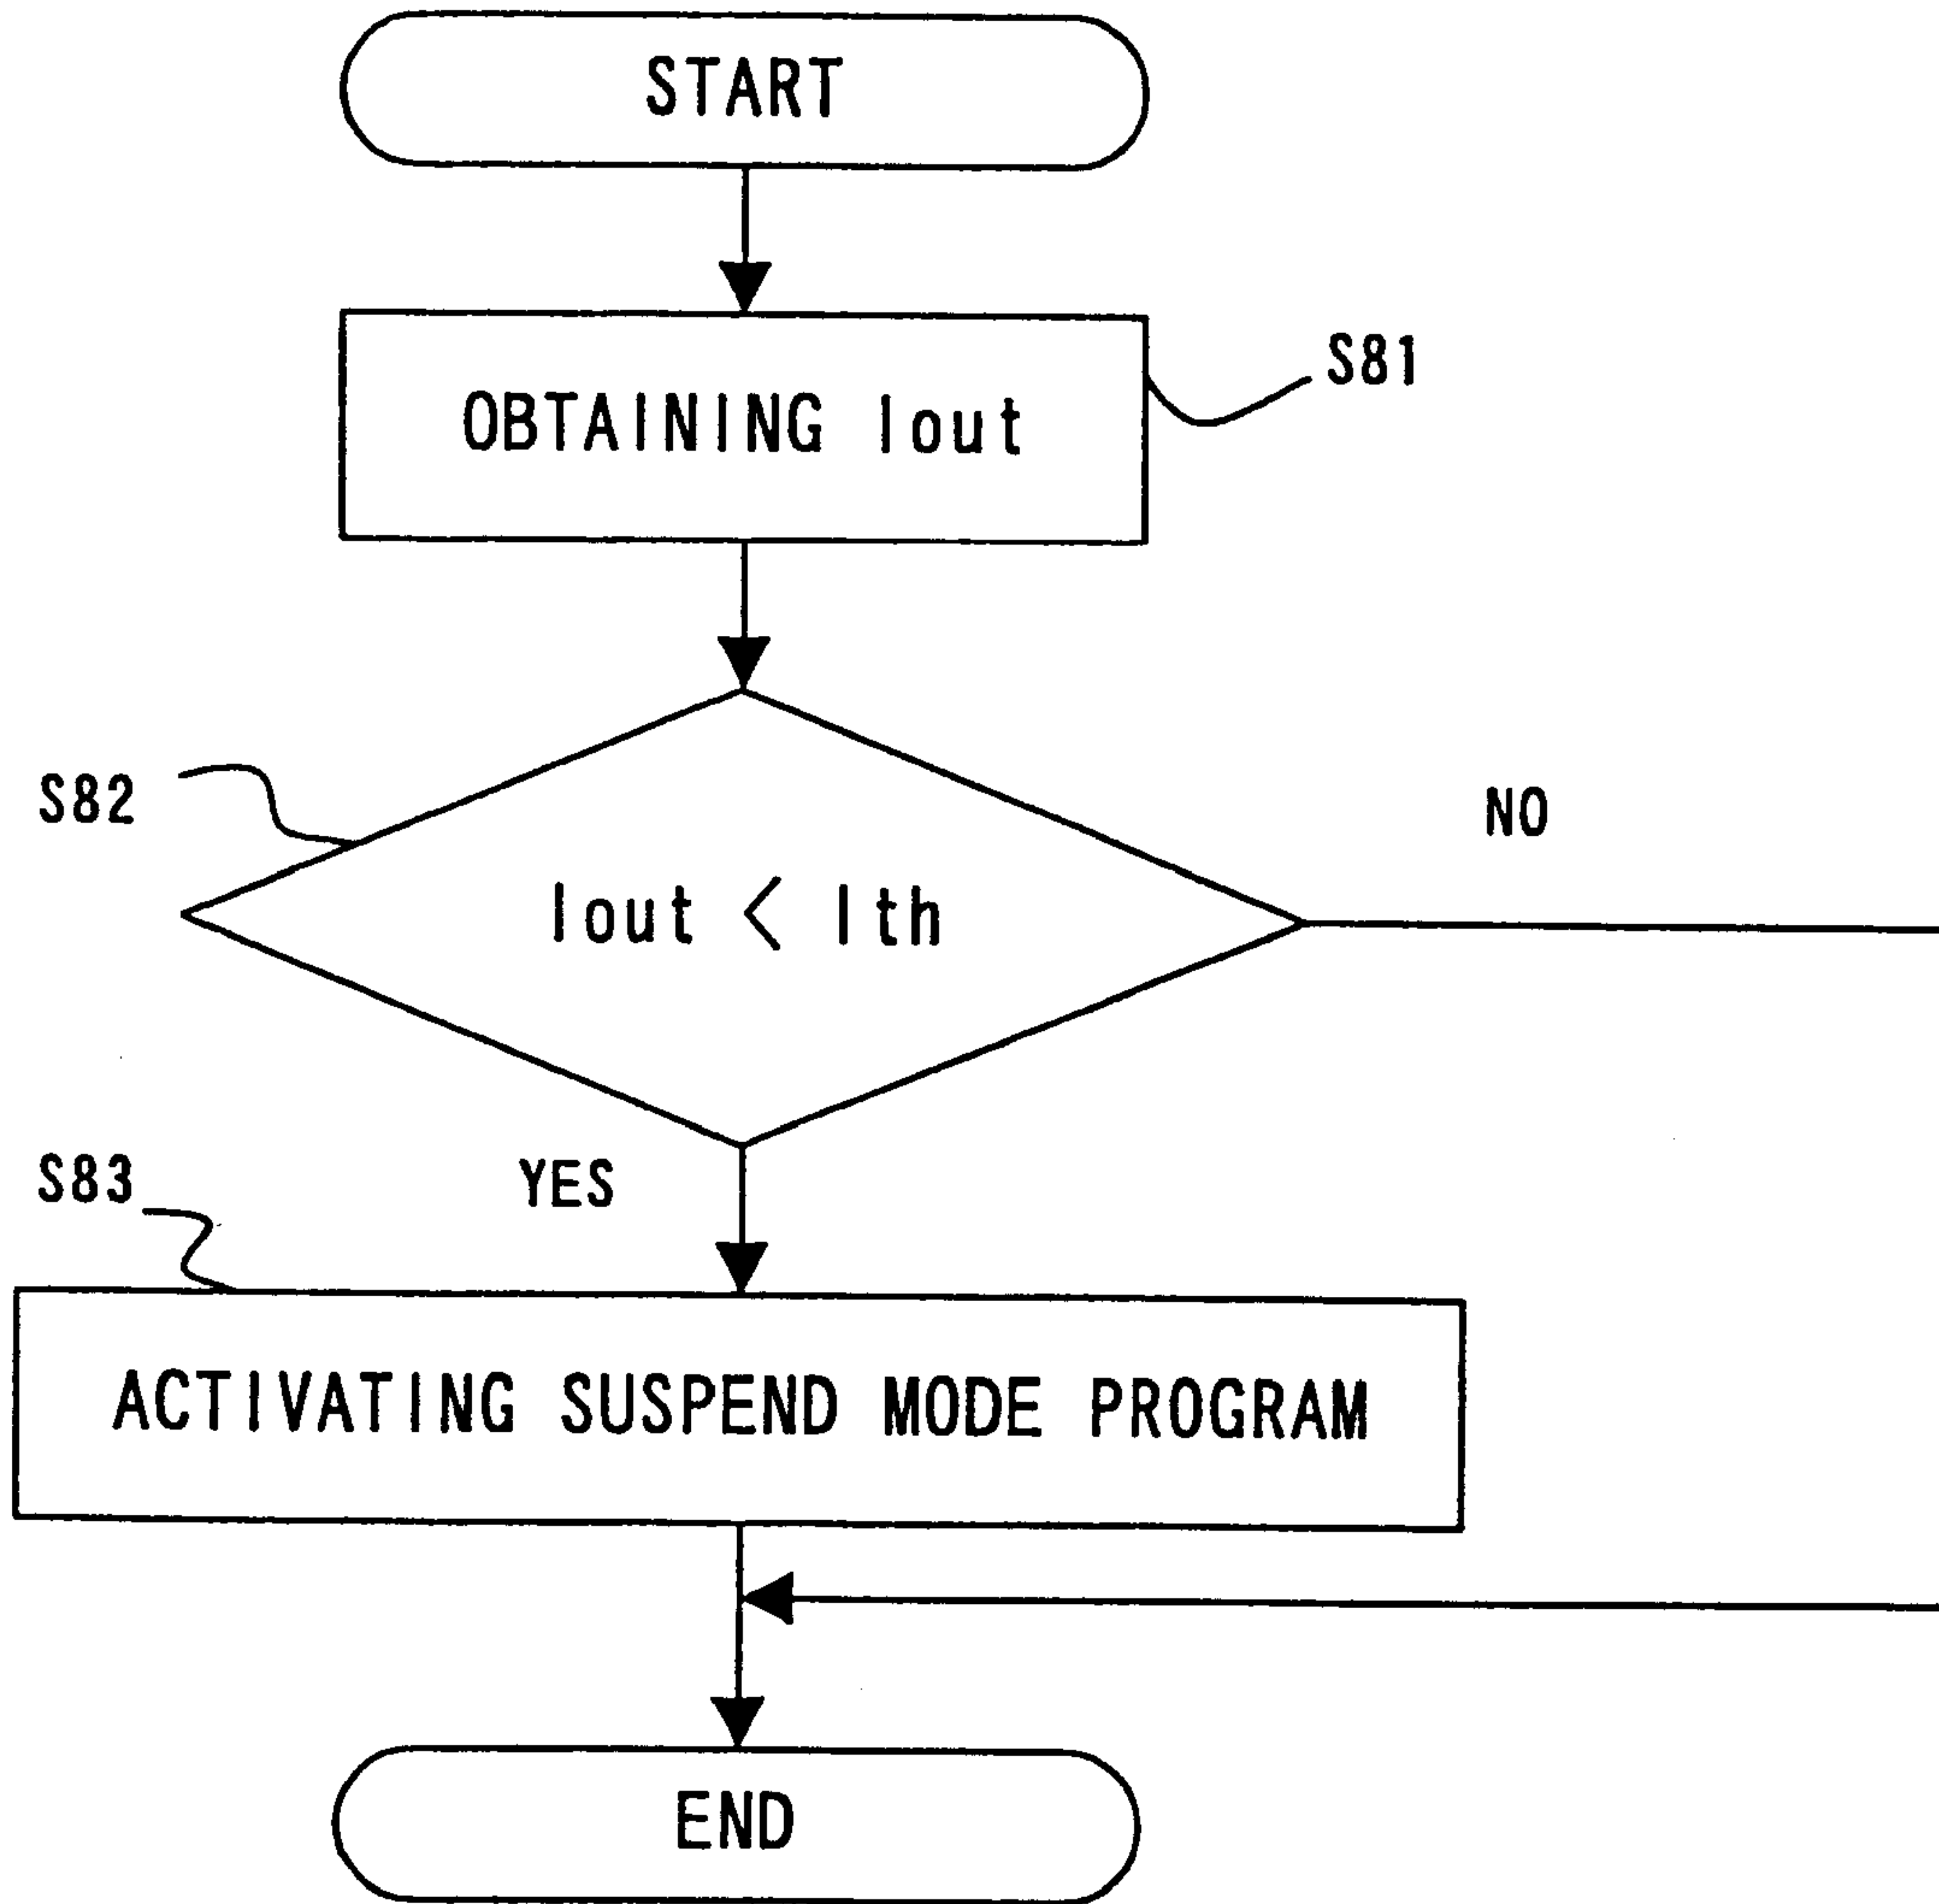 START
OBTAINING Iout
S81
S82
Iout < Ith
NO
YES
S83
ACTIVATING SUSPEND MODE PROGRAM
END